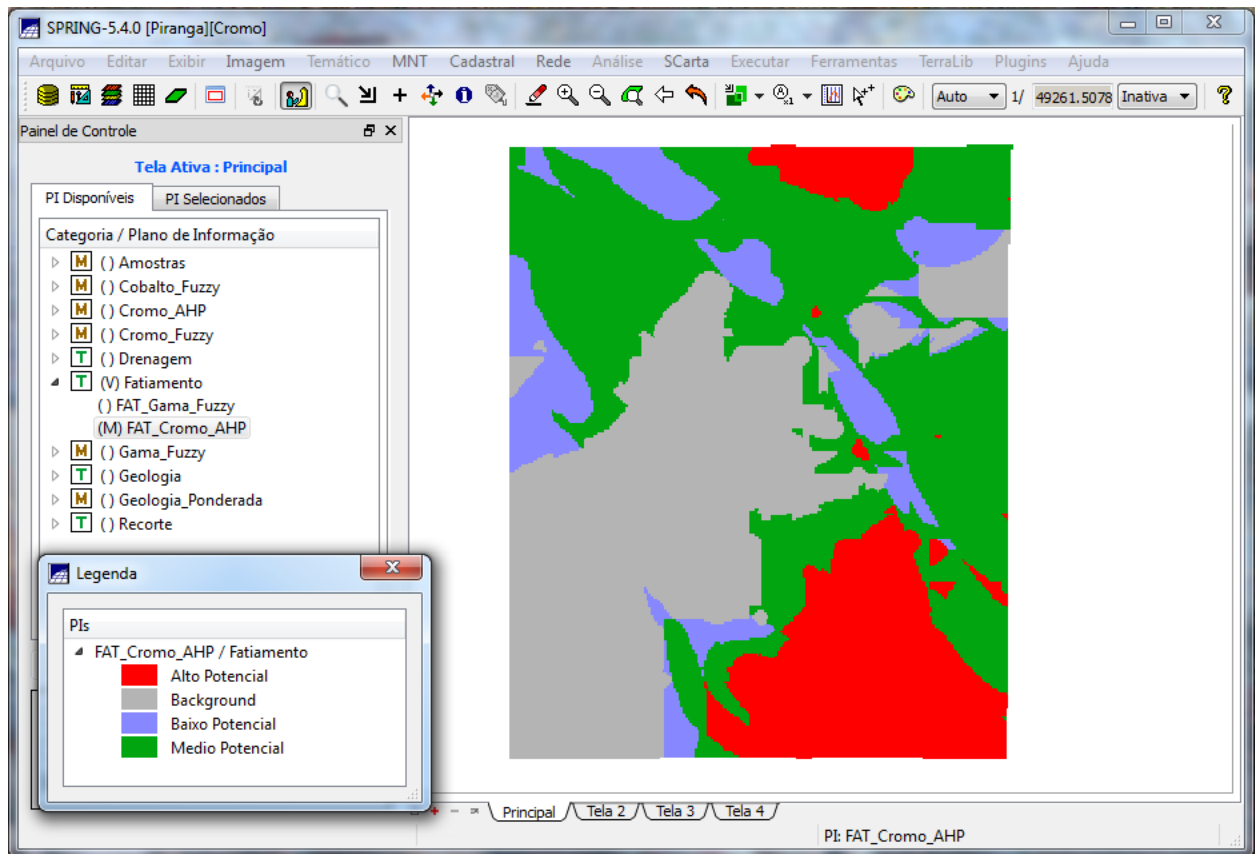 SPRING-5.4.0 [Piranga][Cromo]
Arquivo Editar Exibir Imagem Temático MNT Cadastral Rede Análise SCarta Executar Ferramentas TerraLib Plugins Ajuda
Auto 1/ 49261.5078 Inativa
Painel de Controle
Tela Ativa : Principal
PI Disponíveis PI Selecionados
Categoria / Plano de Informação
M ( ) Amostras
M ( ) Cobalto_Fuzzy
M ( ) Cromo_AHP
M ( ) Cromo_Fuzzy
T ( ) Drenagem
T (V) Fatiamento
( ) FAT_Gama_Fuzzy
(M) FAT_Cromo_AHP
M ( ) Gama_Fuzzy
T ( ) Geologia
M ( ) Geologia_Ponderada
T ( ) Recorte
Legenda
PIs
FAT_Cromo_AHP / Fatiamento
Alto Potencial
Background
Baixo Potencial
Medio Potencial
Principal Tela 2 Tela 3 Tela 4
PI: FAT_Cromo_AHP